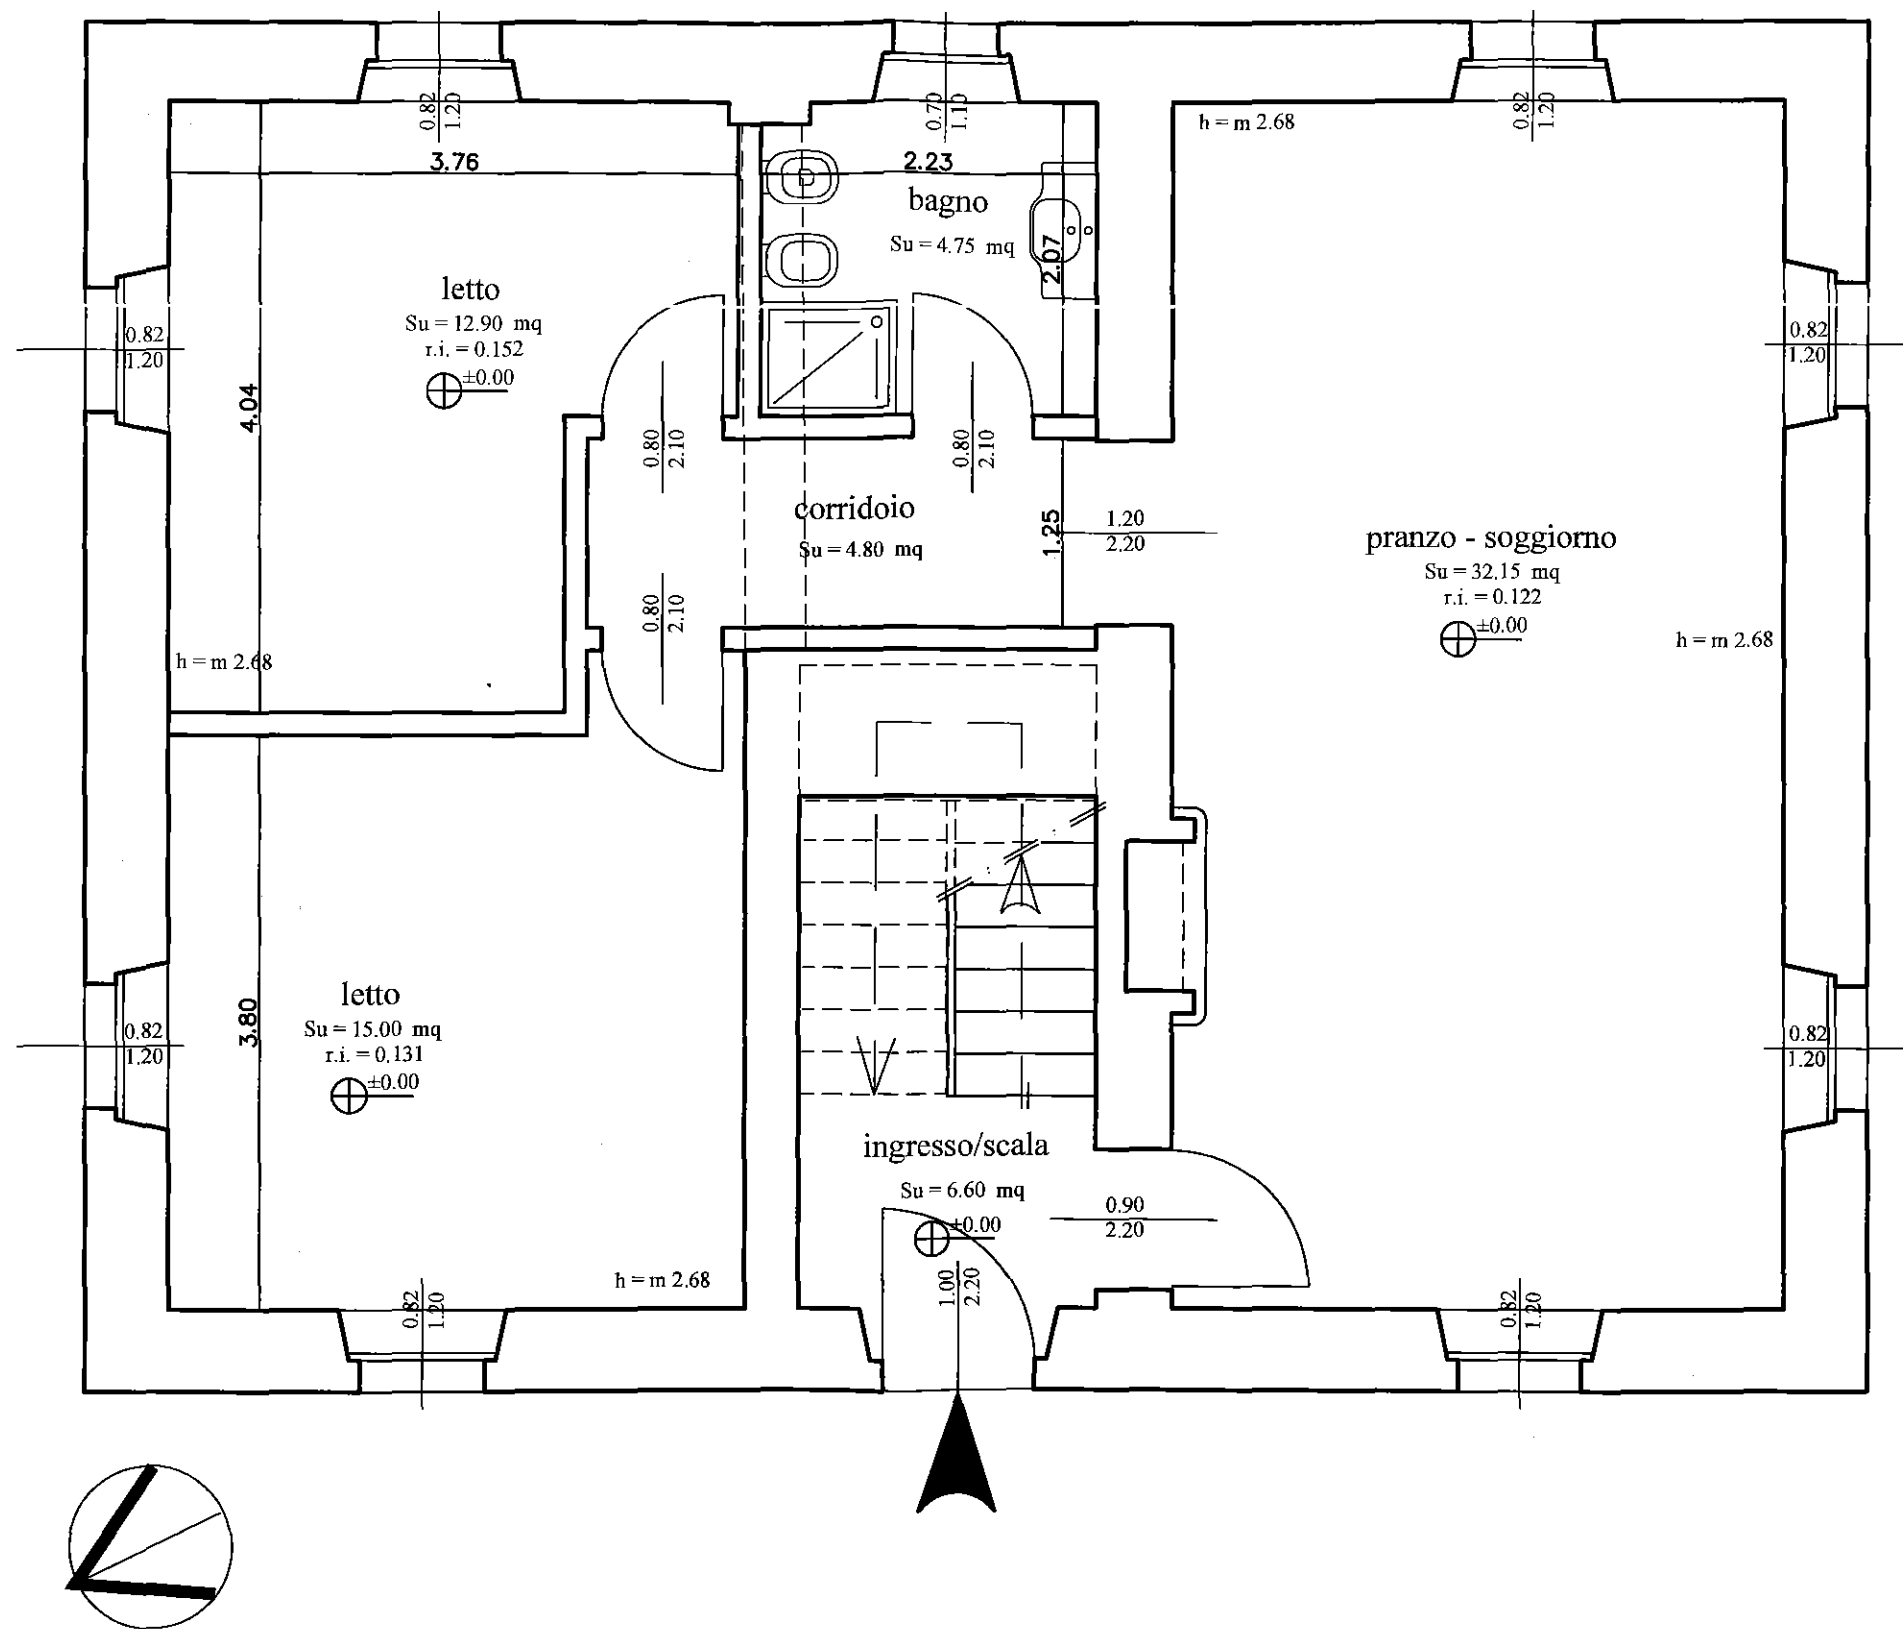 0.82
1.20
0.70
1.10
0.82
1.20
h = m 2.68
3.76
2.23
bagno
Su = 4.75 mq
2.07
letto
Su = 12.90 mq
r.i. = 0.152
±0.00
0.82
1.20
0.82
1.20
4.04
0.80
2.10
0.80
2.10
corridoio
Su = 4.80 mq
1.25
1.20
2.20
pranzo - soggiorno
Su = 32.15 mq
r.i. = 0.122
±0.00
h = m 2.68
0.80
2.10
h = m 2.68
letto
Su = 15.00 mq
r.i. = 0.131
±0.00
3.80
0.82
1.20
0.82
1.20
ingresso/scala
Su = 6.60 mq
±0.00
0.90
2.20
1.00
2.20
h = m 2.68
0.82
1.20
0.82
1.20